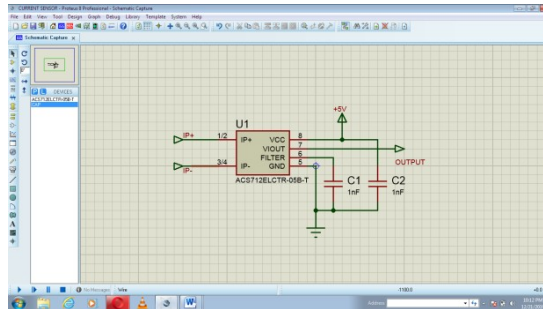 CURRENT SENSOR - Proteus 8 Professional - Schematic Capture
File Edit View Tool Design Graph Debug Library Template System Help
Schematic Capture
DEVICES
ACS712ELCTR-05B-T
+5V
U1
IP+ 1/2 IP+ VCC 8
VIOUT 7
FILTER 6
IP- 3/4 IP- GND 5
OUTPUT
ACS712ELCTR-05B-T
C1 C2
1nF 1nF
No Messages Wire
Address